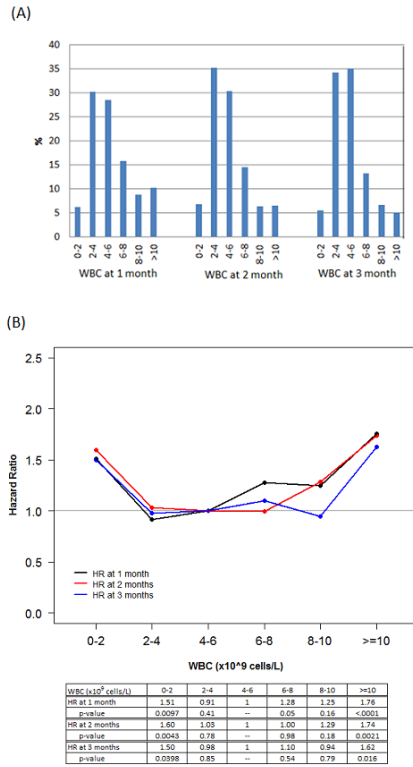 (A)
40
35
30
25
20
15
10
5
0
%
0-2 2-4 4-6 6-8 8-10 >10 0-2 2-4 4-6 6-8 8-10 >10 0-2 2-4 4-6 6-8 8-10 >10
WBC at 1 month WBC at 2 month WBC at 3 month
(B)
2.5
2.0
1.5
1.0
0.5
0.0
Hazard Ratio
HR at 1 month
HR at 2 months
HR at 3 months
0-2 2-4 4-6 6-8 8-10 >=10
WBC (x10^9 cells/L)
WBC (x10⁹ cells/L) 0-2 2-4 4-6 6-8 8-10 >=10
HR at 1 month 1.51 0.91 1 1.28 1.25 1.76
p-value 0.0097 0.41 -- 0.05 0.16 <.0001
HR at 2 months 1.60 1.03 1 1.00 1.29 1.74
p-value 0.0043 0.78 -- 0.98 0.18 0.0021
HR at 3 months 1.50 0.98 1 1.10 0.94 1.62
p-value 0.0398 0.85 -- 0.54 0.79 0.016